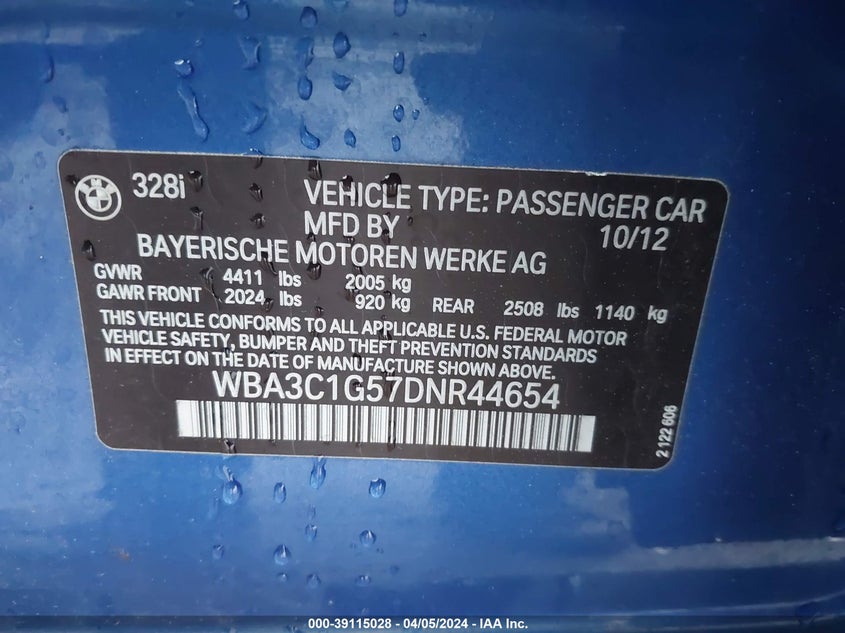 328i
VEHICLE TYPE: PASSENGER CAR
MFD BY 10/12
BAYERISCHE MOTOREN WERKE AG
GVWR 4411 lbs 2005 kg
GAWR FRONT 2024 lbs 920 kg REAR 2508 lbs 1140 kg
THIS VEHICLE CONFORMS TO ALL APPLICABLE U.S. FEDERAL MOTOR
VEHICLE SAFETY, BUMPER AND THEFT PREVENTION STANDARDS
IN EFFECT ON THE DATE OF MANUFACTURE SHOWN ABOVE.
WBA3C1G57DNR44654
2 122 606
000-39115028 - 04/05/2024 - IAA Inc.